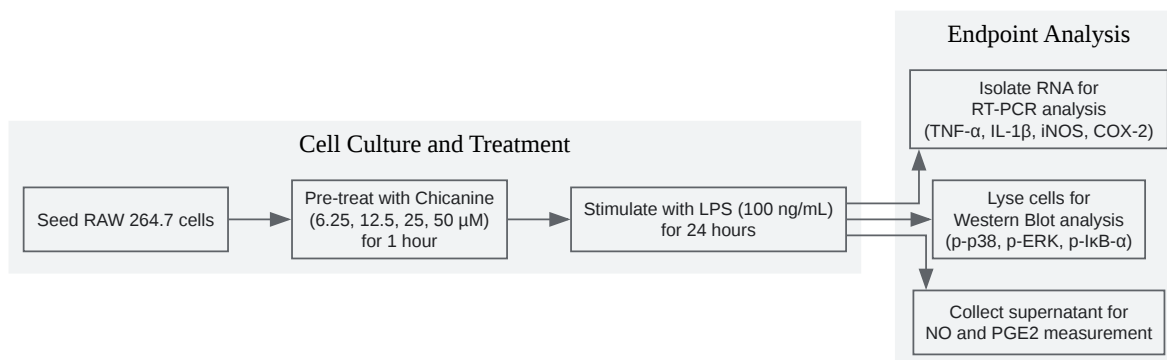 Cell Culture and Treatment
Seed RAW 264.7 cells
Pre-treat with Chicanine
(6.25, 12.5, 25, 50 µM)
for 1 hour
Stimulate with LPS (100 ng/mL)
for 24 hours
Endpoint Analysis
Isolate RNA for
RT-PCR analysis
(TNF-α, IL-1β, iNOS, COX-2)
Lyse cells for
Western Blot analysis
(p-p38, p-ERK, p-IκB-α)
Collect supernatant for
NO and PGE2 measurement